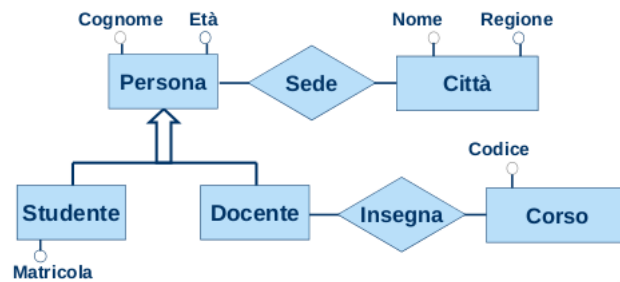 Cognome Età Nome Regione
Persona Sede Città
Codice
Studente Docente Insegna Corso
Matricola